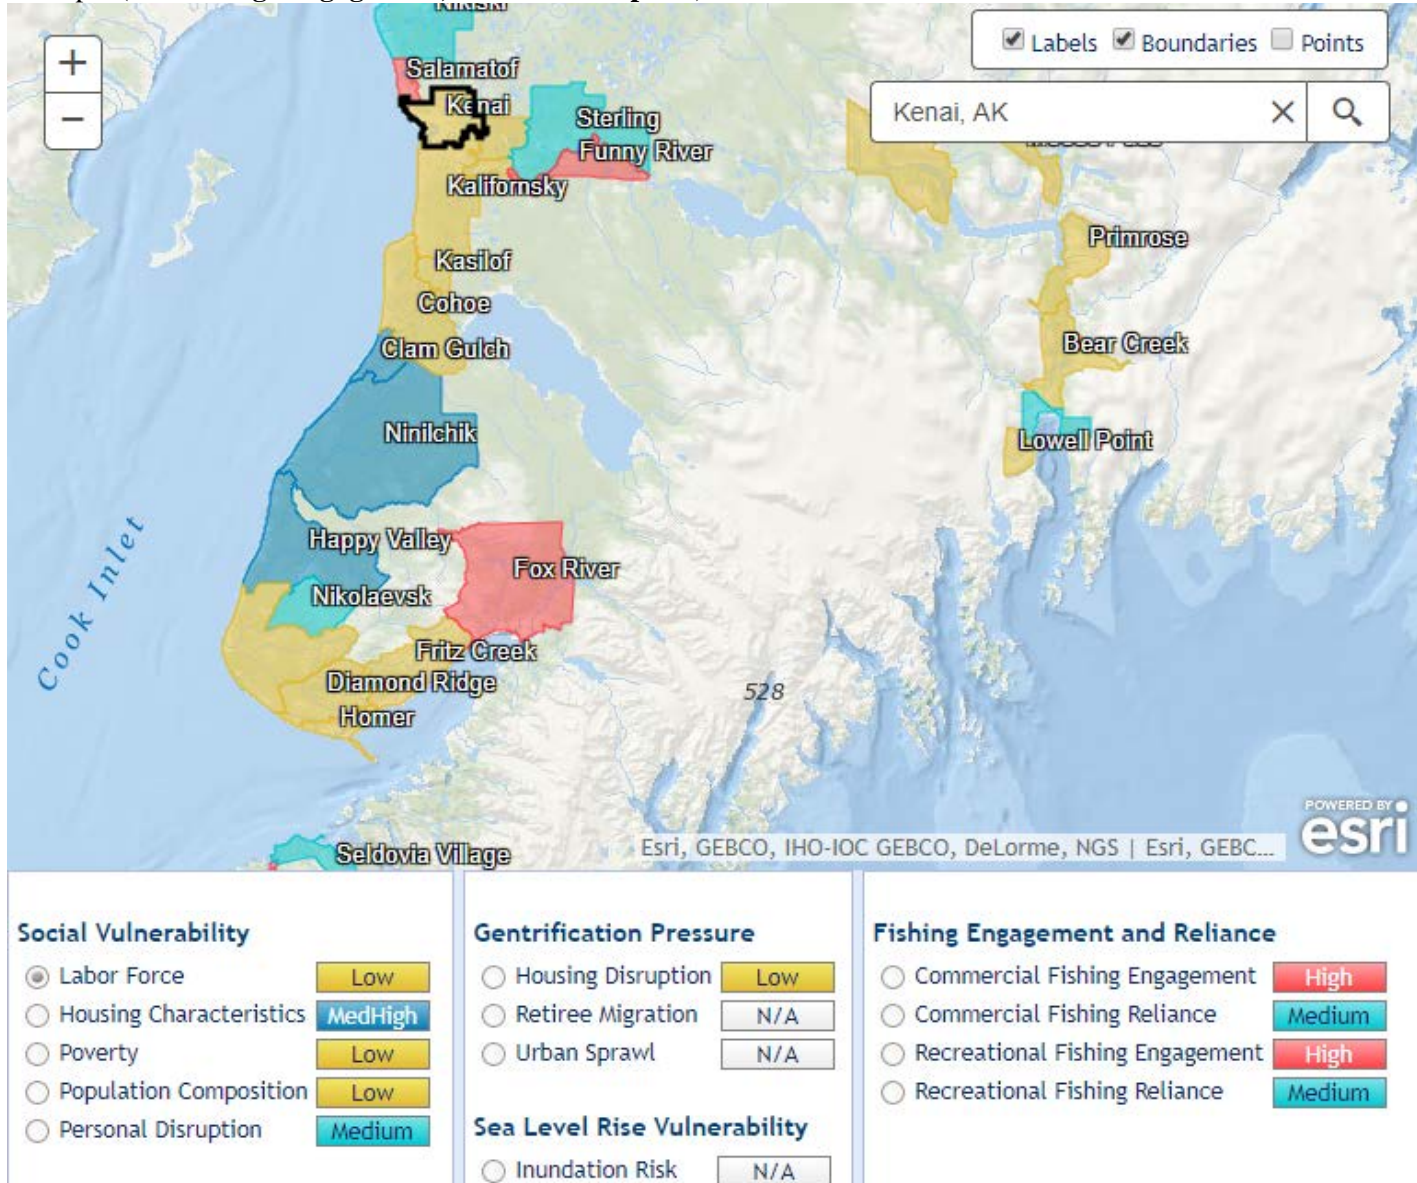 Nikiski
Labels Boundaries Points
Salamatof
Kenai
Kenai, AK
Sterling
Funny River
Kalifornsky
Primrose
Kasilof
Cohoe
Clam Gulch
Bear Creek
Ninilchik
Lowell Point
Happy Valley
Fox River
Cook Inlet
Nikolaevsk
Fritz Creek
Diamond Ridge
528
Homer
POWERED BY
esri
Seldovia Village
Esri, GEBCO, IHO-IOC GEBCO, DeLorme, NGS | Esri, GEBC...
Social Vulnerability
Labor Force Low
Housing Characteristics MedHigh
Poverty Low
Population Composition Low
Personal Disruption Medium
Gentrification Pressure
Housing Disruption Low
Retiree Migration N/A
Urban Sprawl N/A
Sea Level Rise Vulnerability
Inundation Risk N/A
Fishing Engagement and Reliance
Commercial Fishing Engagement High
Commercial Fishing Reliance Medium
Recreational Fishing Engagement High
Recreational Fishing Reliance Medium